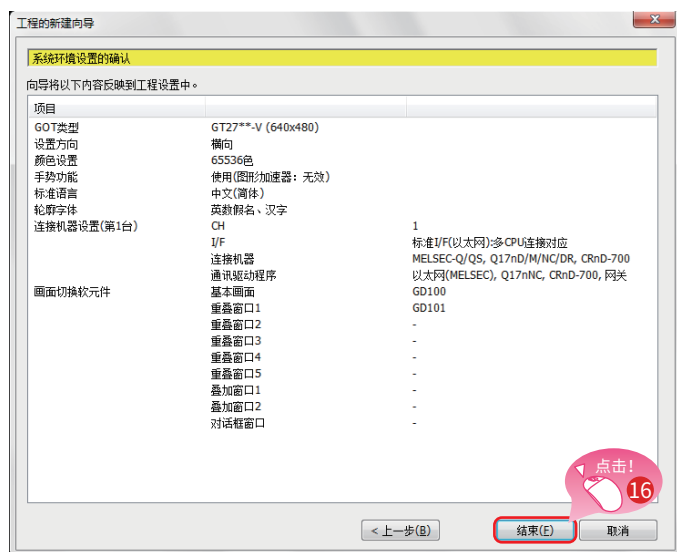 工程的新建向导
系统环境设置的确认
向导将以下内容反映到工程设置中。
项目
GOT类型 GT27**-V (640x480)
设置方向 横向
颜色设置 65536色
手势功能 使用(图形加速器：无效)
标准语言 中文(简体)
轮廓字体 英数假名、汉字
连接机器设置(第1台) CH 1
I/F 标准I/F(以太网):多CPU连接对应
连接机器 MELSEC-Q/QS, Q17nD/M/NC/DR, CRnD-700
通讯驱动程序 以太网(MELSEC), Q17nNC, CRnD-700, 网关
画面切换软元件 基本画面 GD100
重叠窗口1 GD101
重叠窗口2 -
重叠窗口3 -
重叠窗口4 -
重叠窗口5 -
叠加窗口1 -
叠加窗口2 -
对话框窗口 -
点击!
16
< 上一步(B) 结束(F) 取消